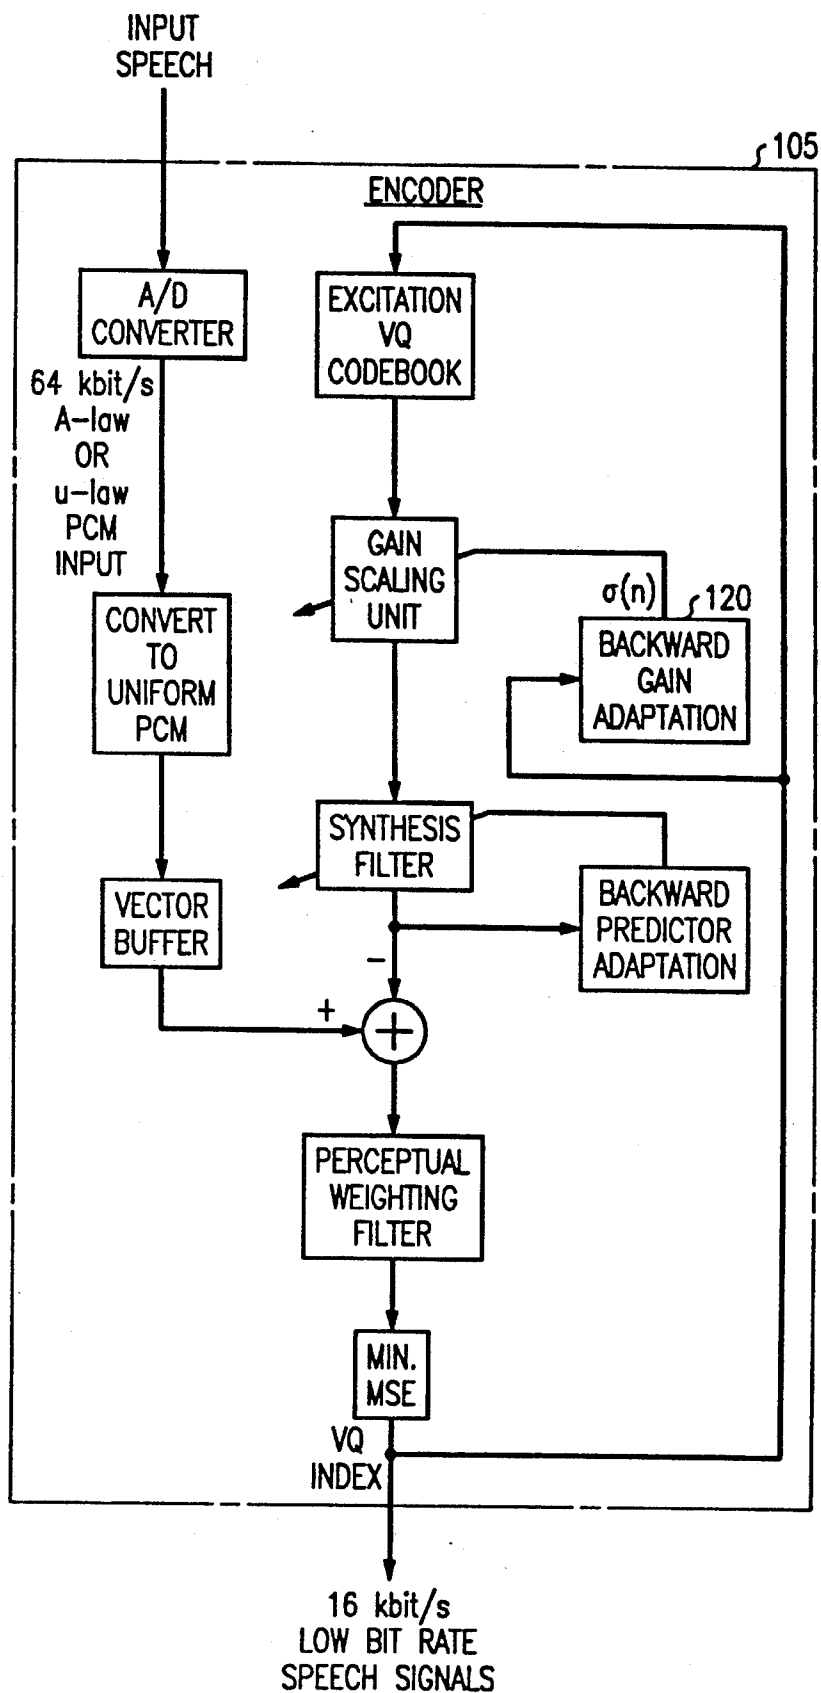 INPUT
SPEECH
105
ENCODER
A/D
CONVERTER
64 kbit/s
A-law
OR
u-law
PCM
INPUT
CONVERT
TO
UNIFORM
PCM
VECTOR
BUFFER
EXCITATION
VQ
CODEBOOK
GAIN
SCALING
UNIT
σ(n)
120
BACKWARD
GAIN
ADAPTATION
SYNTHESIS
FILTER
BACKWARD
PREDICTOR
ADAPTATION
−
+
+
PERCEPTUAL
WEIGHTING
FILTER
MIN.
MSE
VQ
INDEX
16 kbit/s
LOW BIT RATE
SPEECH SIGNALS